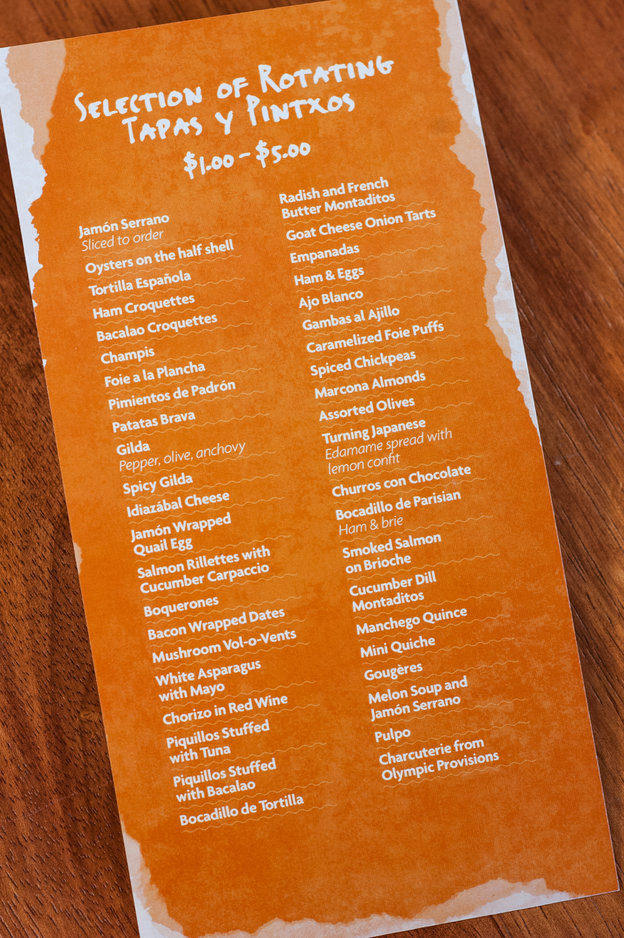 Selection of Rotating
Tapas y Pintxos
$1.00 - $5.00
Jamón Serrano
Sliced to order
Oysters on the half shell
Tortilla Española
Ham Croquettes
Bacalao Croquettes
Champis
Foie a la Plancha
Pimientos de Padrón
Patatas Brava
Gilda
Pepper, olive, anchovy
Spicy Gilda
Idiazábal Cheese
Jamón Wrapped
Quail Egg
Salmon Rillettes with
Cucumber Carpaccio
Boquerones
Bacon Wrapped Dates
Mushroom Vol-o-Vents
White Asparagus
with Mayo
Chorizo in Red Wine
Piquillos Stuffed
with Tuna
Piquillos Stuffed
with Bacalao
Bocadillo de Tortilla
Radish and French
Butter Montaditos
Goat Cheese Onion Tarts
Empanadas
Ham & Eggs
Ajo Blanco
Gambas al Ajillo
Caramelized Foie Puffs
Spiced Chickpeas
Marcona Almonds
Assorted Olives
Turning Japanese
Edamame spread with
lemon confit
Churros con Chocolate
Bocadillo de Parisian
Ham & brie
Smoked Salmon
on Brioche
Cucumber Dill
Montaditos
Manchego Quince
Mini Quiche
Gougères
Melon Soup and
Jamón Serrano
Pulpo
Charcuterie from
Olympic Provisions